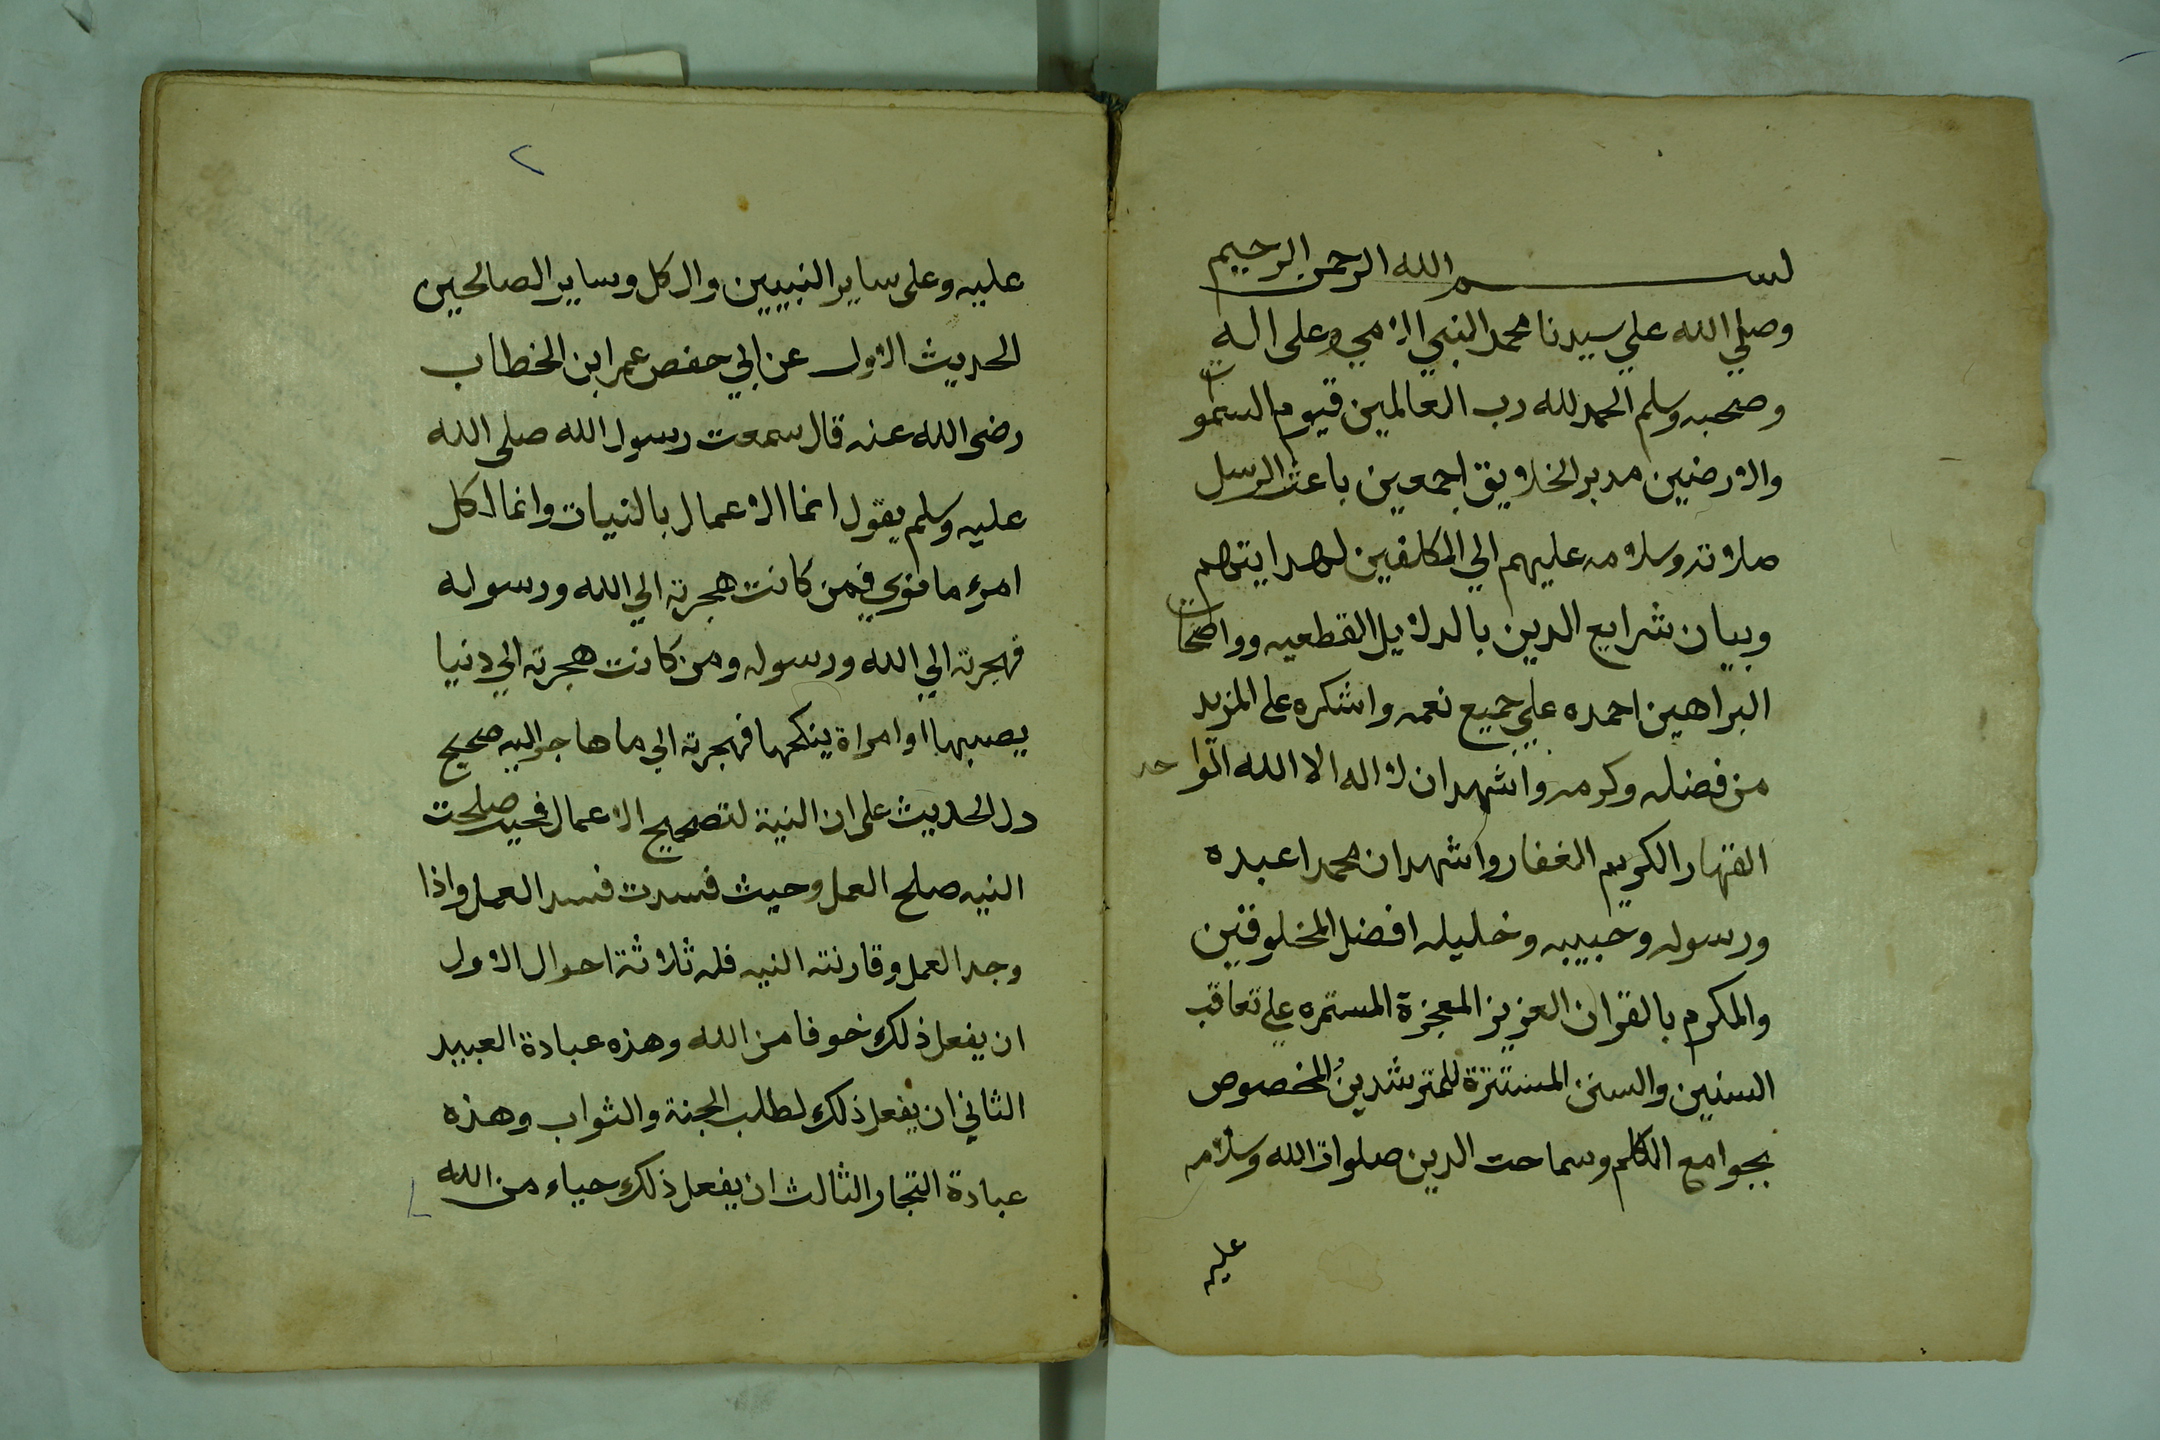 بسم الله الرحمن الرحيم
وصلي الله علي سيدنا محمد النبي الامي وعلى اله
وصحبه وسلم الحمد لله رب العالمين قيوم السموات
والارضين مدبر الخلايق اجمعين باعث الرسل
صلاته وسلامه عليهم الي المكلفين لهدايتهم
وبيان شرايع الدين بالدلايل القطعيه وواضحات
البراهين احمده علي جميع نعمه واشكره على المزيد
من فضله وكرمه واشهد ان لا اله الا الله الواحد
القهار الكريم الغفار واشهد ان محمدا عبده
ورسوله وحبيبه وخليله افضل المخلوقين
والمكرم بالقران العزيز المعجزة المستمره علي تعاقب
السنين والسنن المستنرة للمترشدين المخصوص
بجوامع الكلم وسماحت الدين صلوات الله وسلامه
عليه
٢
عليه وعلى ساير النبيين وال كل وساير الصالحين
الحديث الاول عن ابي حفص عمر ابن الخطاب
رضى الله عنه قال سمعت رسول الله صلى الله
عليه وسلم يقول انما الاعمال بالنيات وانما لكل
امرء ما نوي فمن كانت هجرته الي الله ورسوله
فهجرته الي الله ورسوله ومن كانت هجرته الي دنيا
يصيبها او امراة ينكحها فهجرته الي ما هاجر اليه صحيح
دل الحديث على ان النية لتصحيح الاعمال فحيث صلحت
النيه صلح العمل وحيث فسدت فسد العمل واذا
وجد العمل وقارنته النيه فله ثلاثة احوال الاول
ان يفعل ذلك خوفا من الله وهذه عبادة العبيد
الثاني ان يفعل ذلك لطلب الجنة والثواب وهذه
عبادة التجار الثالث ان يفعل ذلك حياء من الله